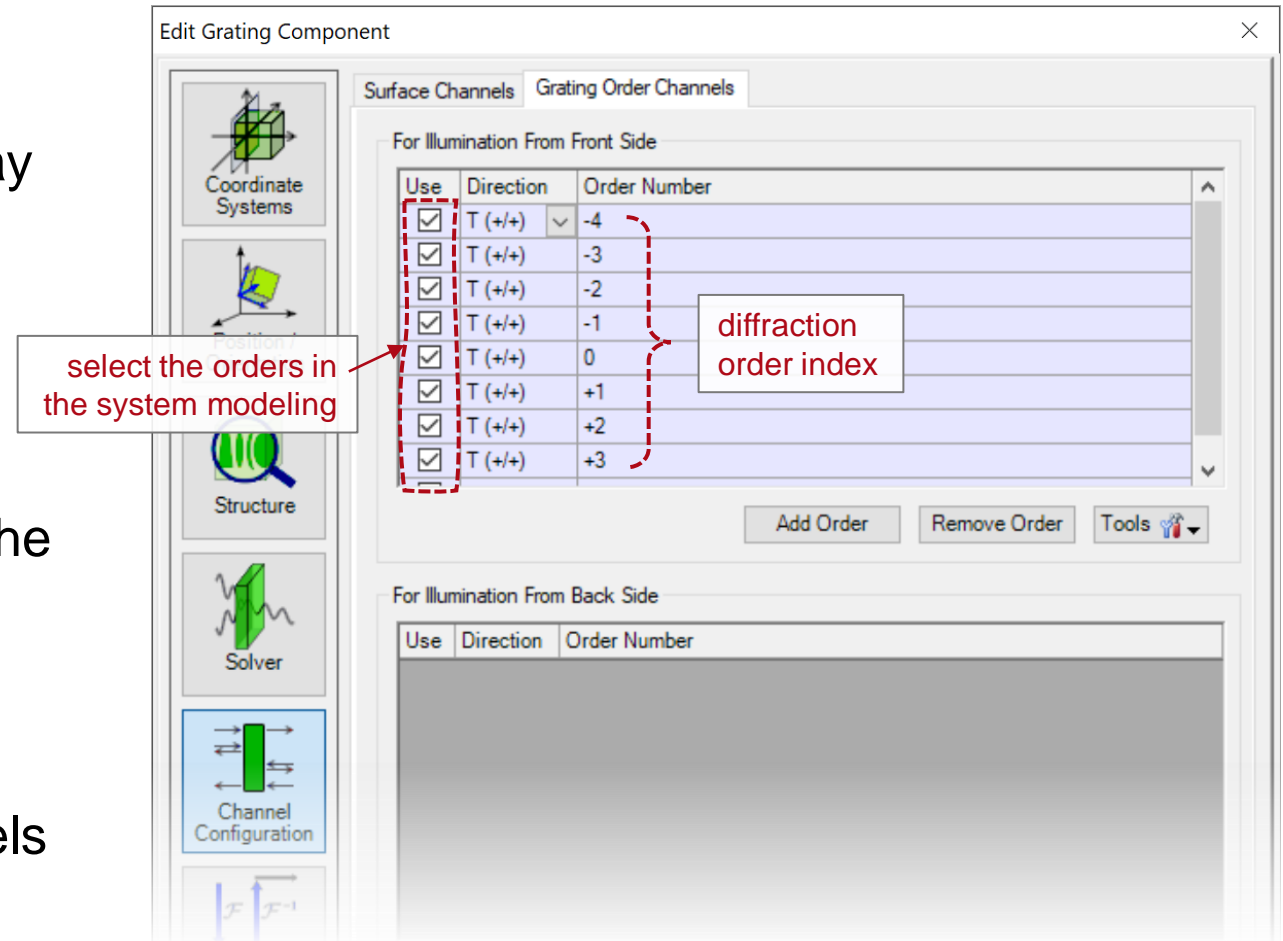 Edit Grating Component
Surface Channels Grating Order Channels
For Illumination From Front Side
Use Direction Order Number
T (+/+) -4
T (+/+) -3
T (+/+) -2
T (+/+) -1
T (+/+) 0
T (+/+) +1
T (+/+) +2
T (+/+) +3
diffraction
order index
select the orders in
the system modeling
Add Order Remove Order Tools
For Illumination From Back Side
Use Direction Order Number
Coordinate
Systems
Position /
Structure
Solver
Channel
Configuration
F F-1
ay
he
els